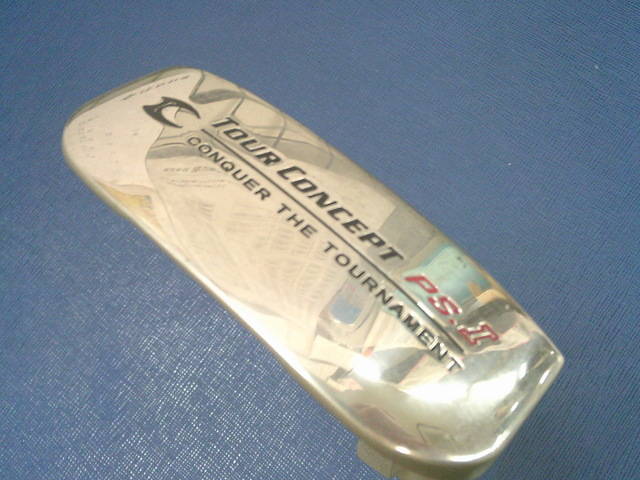 TOUR CONCEPT PS.II
CONQUER THE TOURNAMENT